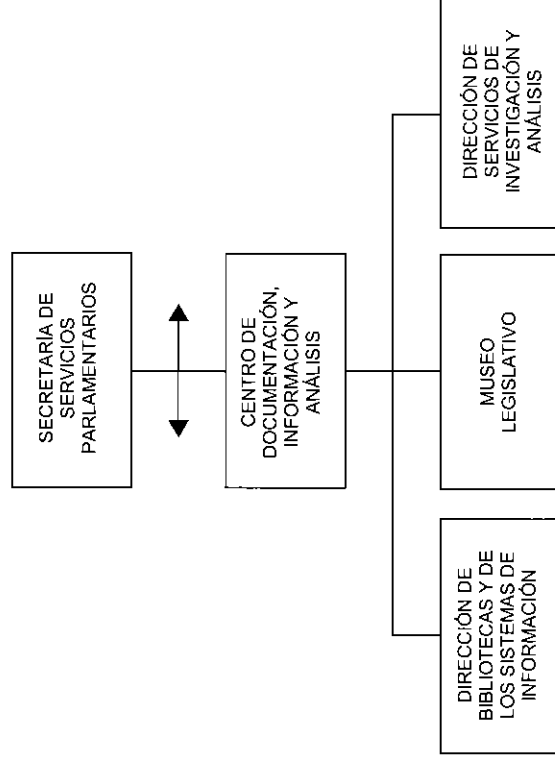 SECRETARÍA DE
SERVICIOS
PARLAMENTARIOS
CENTRO DE
DOCUMENTACIÓN,
INFORMACIÓN Y
ANÁLISIS
DIRECCIÓN DE
BIBLIOTECAS Y DE
LOS SISTEMAS DE
INFORMACIÓN
MUSEO
LEGISLATIVO
DIRECCIÓN DE
SERVICIOS DE
INVESTIGACIÓN Y
ANÁLISIS